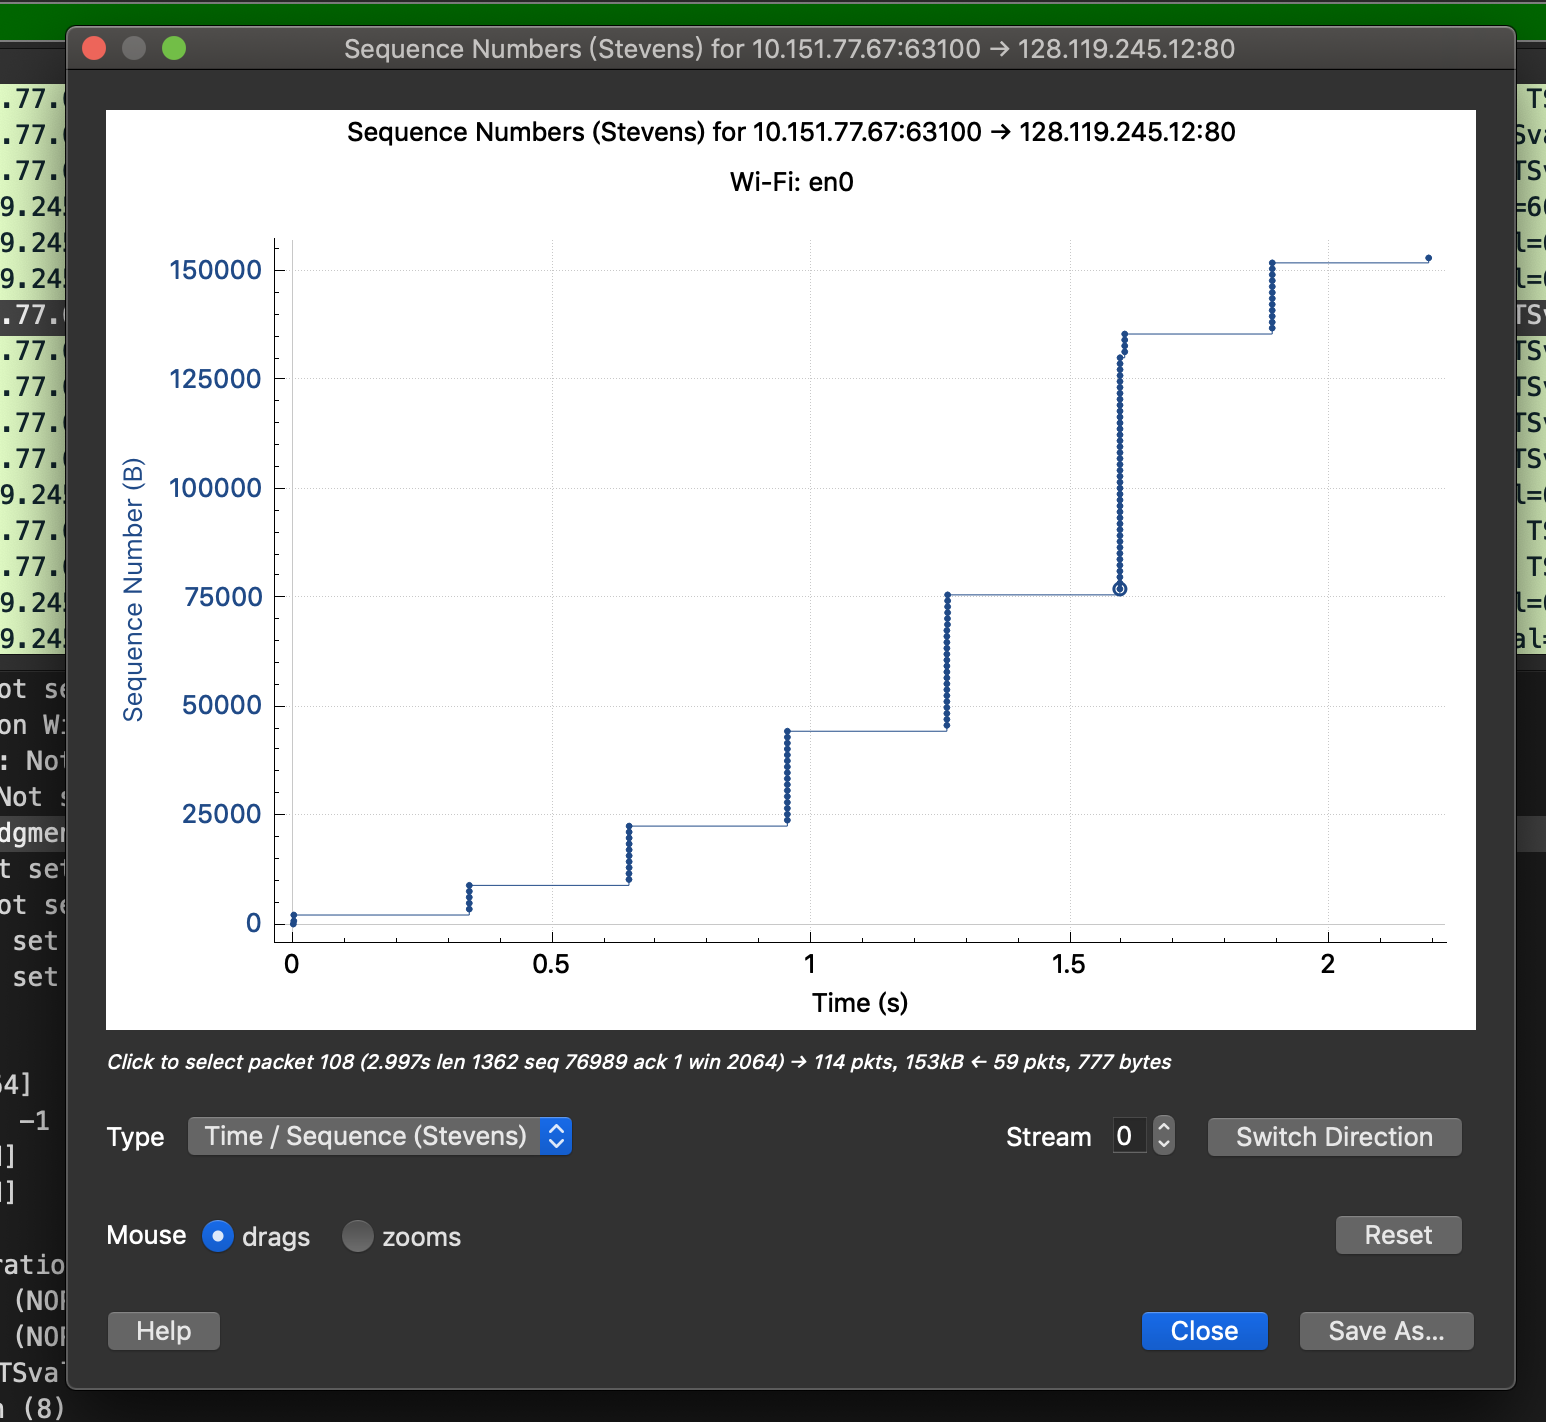 Sequence Numbers (Stevens) for 10.151.77.67:63100 → 128.119.245.12:80
Sequence Numbers (Stevens) for 10.151.77.67:63100 → 128.119.245.12:80
Wi-Fi: en0
Sequence Number (B)
150000
125000
100000
75000
50000
25000
0
0 0.5 1 1.5 2
Time (s)
Click to select packet 108 (2.997s len 1362 seq 76989 ack 1 win 2064) → 114 pkts, 153kB ← 59 pkts, 777 bytes
Type Time / Sequence (Stevens) Stream 0 Switch Direction
Mouse drags zooms Reset
Help Close Save As...